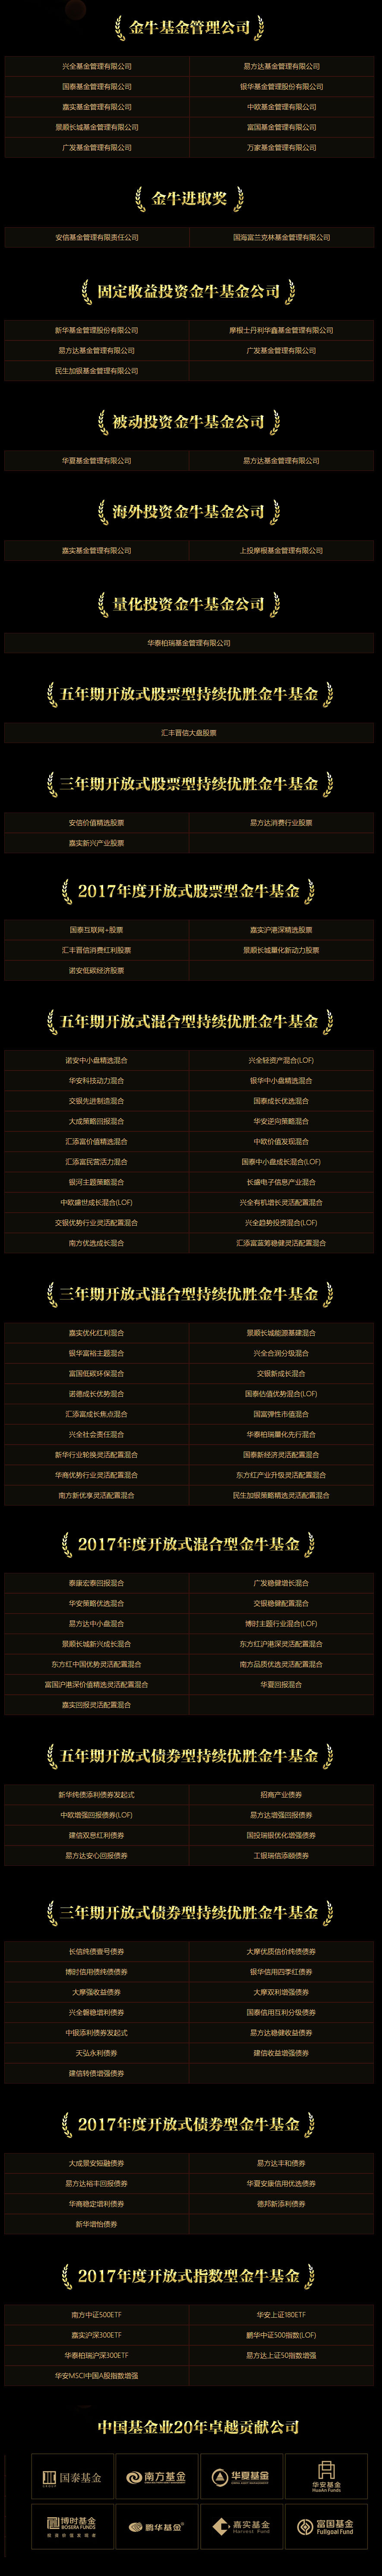 金牛基金管理公司
兴全基金管理有限公司 易方达基金管理有限公司
国泰基金管理有限公司 银华基金管理股份有限公司
嘉实基金管理有限公司 中欧基金管理有限公司
景顺长城基金管理有限公司 富国基金管理有限公司
广发基金管理有限公司 万家基金管理有限公司
金牛进取奖
安信基金管理有限责任公司 国海富兰克林基金管理有限公司
固定收益投资金牛基金公司
新华基金管理股份有限公司 摩根士丹利华鑫基金管理有限公司
易方达基金管理有限公司 广发基金管理有限公司
民生加银基金管理有限公司
被动投资金牛基金公司
华夏基金管理有限公司 易方达基金管理有限公司
海外投资金牛基金公司
嘉实基金管理有限公司 上投摩根基金管理有限公司
量化投资金牛基金公司
华泰柏瑞基金管理有限公司
五年期开放式股票型持续优胜金牛基金
汇丰晋信大盘股票
三年期开放式股票型持续优胜金牛基金
安信价值精选股票 易方达消费行业股票
嘉实新兴产业股票
2017年度开放式股票型金牛基金
国泰互联网+股票 嘉实沪港深精选股票
汇丰晋信消费红利股票 景顺长城量化新动力股票
诺安低碳经济股票
五年期开放式混合型持续优胜金牛基金
诺安中小盘精选混合 兴全轻资产混合(LOF)
华安科技动力混合 银华中小盘精选混合
交银先进制造混合 国泰成长优选混合
大成策略回报混合 华安逆向策略混合
汇添富价值精选混合 中欧价值发现混合
汇添富民营活力混合 国泰中小盘成长混合(LOF)
银河主题策略混合 长盛电子信息产业混合
中欧盛世成长混合(LOF) 兴全有机增长灵活配置混合
交银优势行业灵活配置混合 兴全趋势投资混合(LOF)
南方优选成长混合 汇添富蓝筹稳健灵活配置混合
三年期开放式混合型持续优胜金牛基金
嘉实优化红利混合 景顺长城能源基建混合
银华富裕主题混合 兴全合润分级混合
富国低碳环保混合 交银新成长混合
诺德成长优势混合 国泰估值优势混合(LOF)
汇添富成长焦点混合 国富弹性市值混合
兴全社会责任混合 华泰柏瑞量化先行混合
新华行业轮换灵活配置混合 国泰新经济灵活配置混合
华商优势行业灵活配置混合 东方红产业升级灵活配置混合
南方新优享灵活配置混合 民生加银策略精选灵活配置混合
2017年度开放式混合型金牛基金
泰康宏泰回报混合 广发稳健增长混合
华安策略优选混合 交银稳健配置混合
易方达中小盘混合 博时主题行业混合(LOF)
景顺长城新兴成长混合 东方红沪港深灵活配置混合
东方红中国优势灵活配置混合 南方品质优选灵活配置混合
富国沪港深价值精选灵活配置混合 华夏回报混合
嘉实回报灵活配置混合
五年期开放式债券型持续优胜金牛基金
新华纯债添利债券发起式 招商产业债券
中欧增强回报债券(LOF) 易方达增强回报债券
建信双息红利债券 国投瑞银优化增强债券
易方达安心回报债券 工银瑞信添颐债券
三年期开放式债券型持续优胜金牛基金
长信纯债壹号债券 大摩优质信价纯债债券
博时信用债纯债债券 银华信用四季红债券
大摩强收益债券 大摩双利增强债券
兴全磐稳增利债券 国泰信用互利分级债券
中银添利债券发起式 易方达稳健收益债券
天弘永利债券 建信收益增强债券
建信转债增强债券
2017年度开放式债券型金牛基金
大成景安短融债券 易方达丰和债券
易方达裕丰回报债券 华夏安康信用优选债券
华商稳定增利债券 德邦新添利债券
新华增怡债券
2017年度开放式指数型金牛基金
南方中证500ETF 华安上证180ETF
嘉实沪深300ETF 鹏华中证500指数(LOF)
华泰柏瑞沪深300ETF 易方达上证50指数增强
华安MSCI中国A股指数增强
中国基金业20年卓越贡献公司
国泰基金 南方基金 华夏基金 华安基金
HuaAn Funds
博时基金 鹏华基金 嘉实基金 富国基金
BOSERA FUNDS Harvest Fund Fullgoal Fund
投资价值发现者